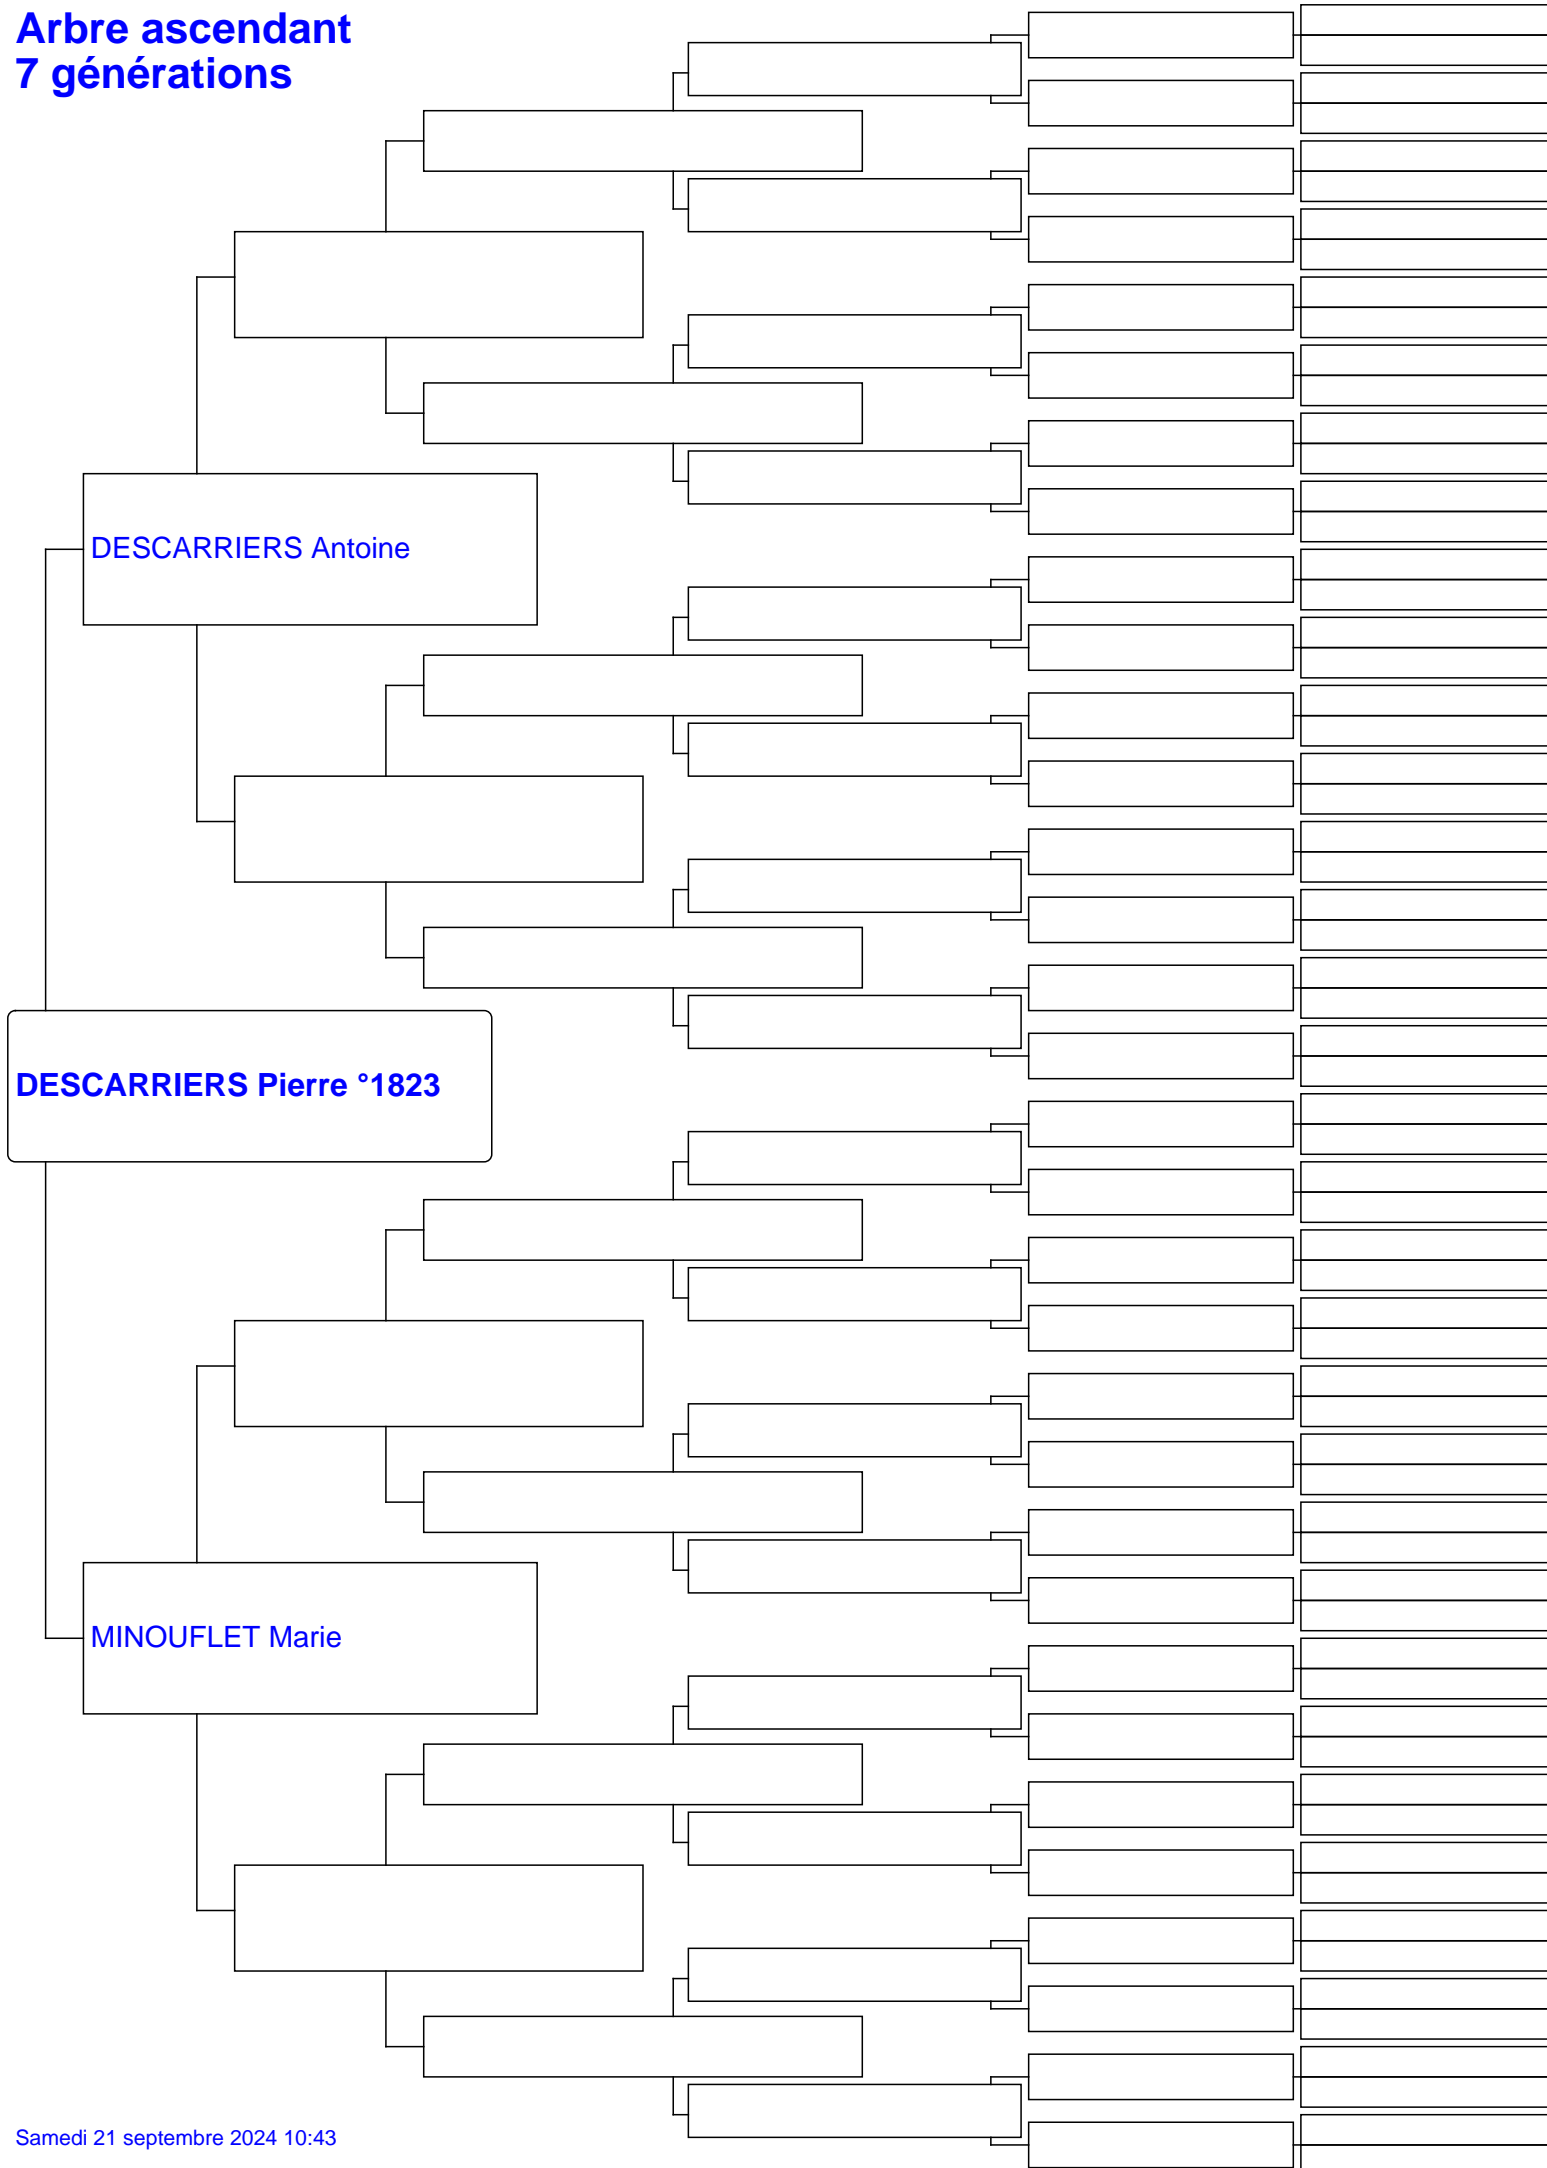 Arbre ascendant
7 générations
DESCARRIERS Antoine
DESCARRIERS Pierre °1823
MINOUFLET Marie
Samedi 21 septembre 2024 10:43